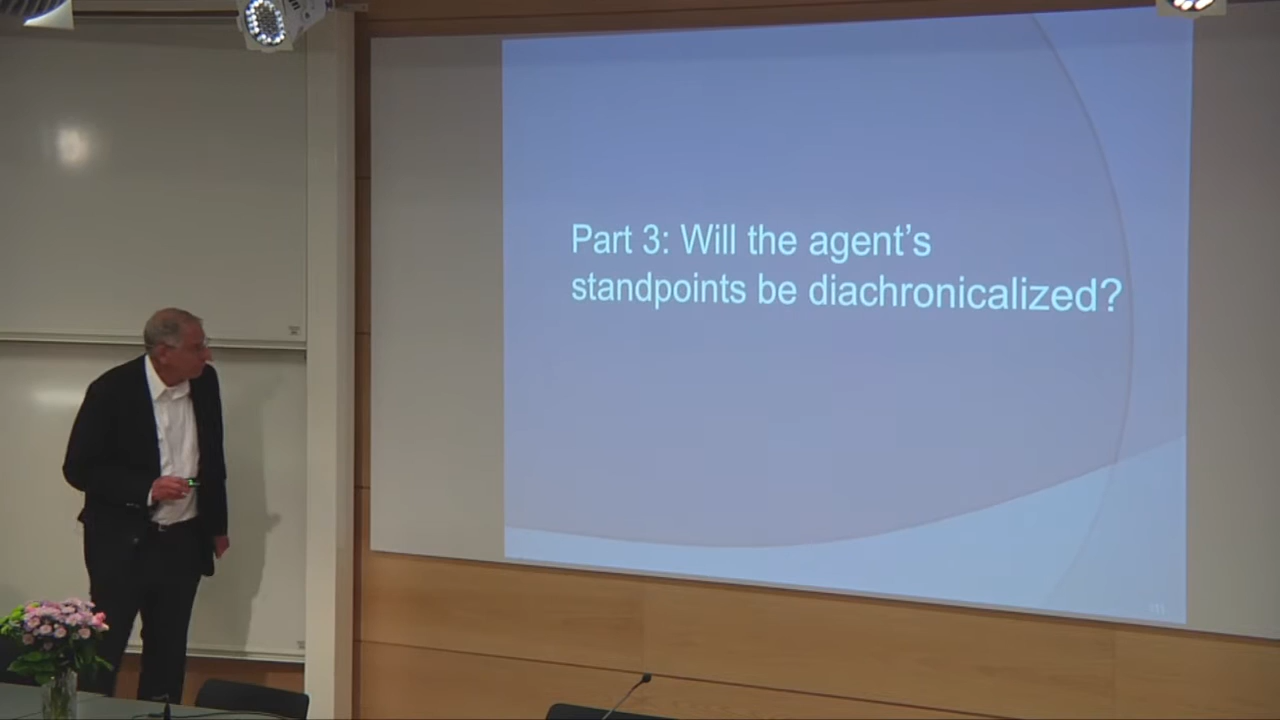 Part 3: Will the agent’s
standpoints be diachronicalized?